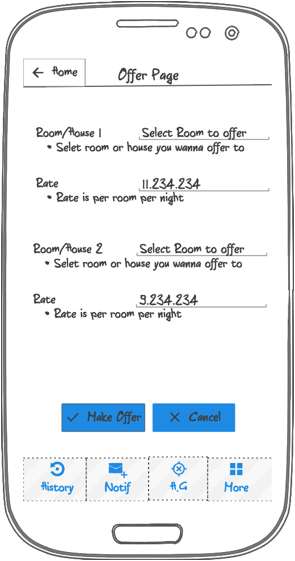 Home
Offer Page
Room/House 1 Select Room to offer
• Selet room or house you wanna offer to
Rate 11.234.234
• Rate is per room per night
Room/House 2 Select Room to offer
• Selet room or house you wanna offer to
Rate 9.234.234
• Rate is per room per night
Make Offer Cancel
History Notif A.G More